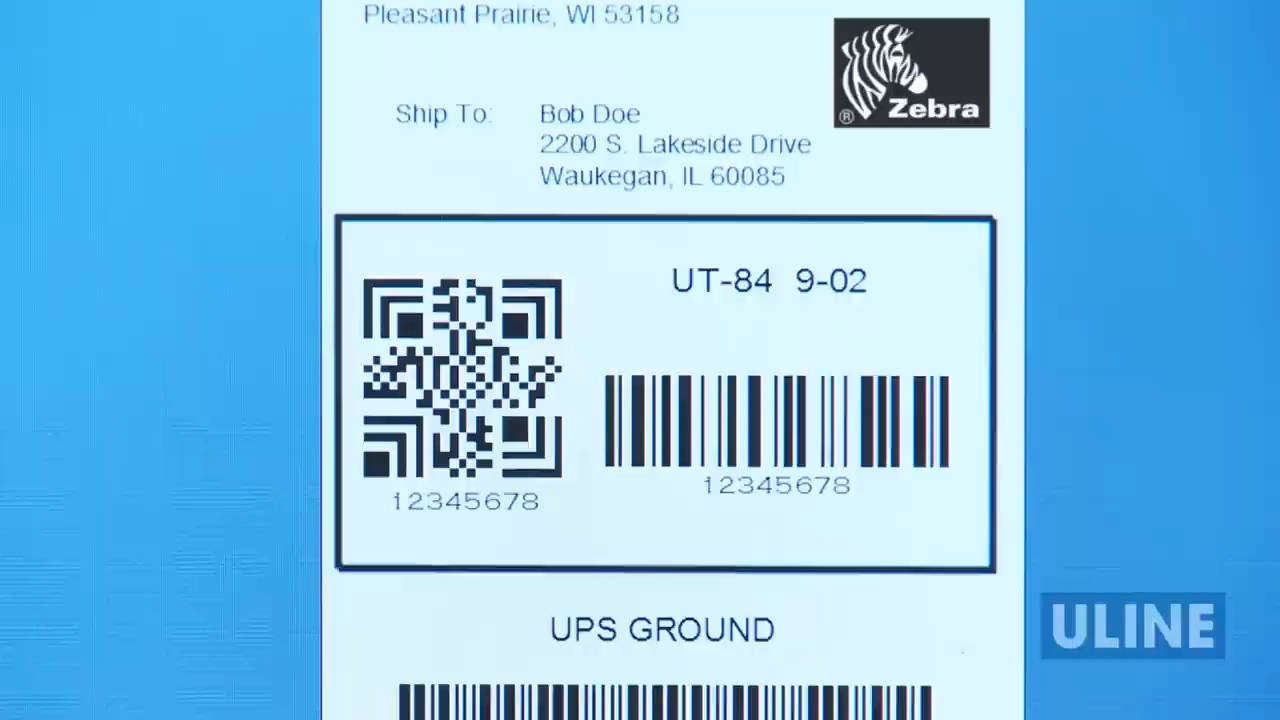 Pleasant Prairie, WI 53158
® Zebra
Ship To: Bob Doe
2200 S. Lakeside Drive
Waukegan, IL 60085
UT-84 9-02
12345678
12345678
UPS GROUND
ULINE